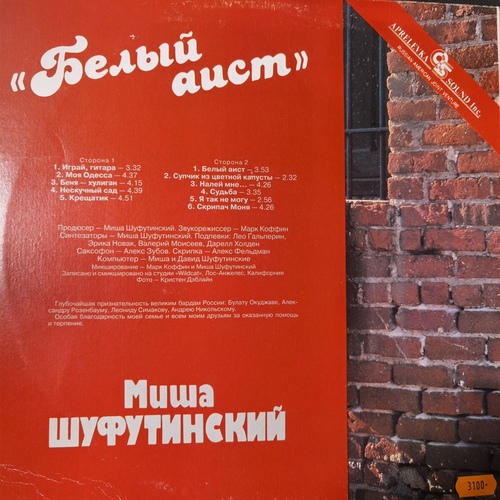 «Белый
аист»
APRELEVKA
SOUND Inc.
RUSSIAN AMERICAN JOINT VENTURE
Сторона 1
1. Играй, гитара — 3.32
2. Моя Одесса — 4.37
3. Беня — хулиган — 4.15
4. Нескучный сад — 4.39
5. Крещатик — 4.51
Сторона 2
1. Белый аист — 3.53
2. Супчик из цветной капусты — 2.32
3. Налей мне... — 4.26
4. Судьба — 3.35
5. Я так не могу — 2.56
6. Скрипач Моня — 4.26
Продюсер — Миша Шуфутинский. Звукорежиссер — Марк Коффин
Синтезаторы — Миша Шуфутинский. Подпевки: Лео Гальперин,
Эрика Новак, Валерий Моисеев, Дарелл Холден
Саксофон — Алекс Зубов. Скрипка — Алекс Фельдман
Компьютер — Миша и Давид Шуфутинские
Микширование — Марк Коффин и Миша Шуфутинский
Записано и смикшировано на студии «Wildcat», Лос-Анжелес, Калифорния
Фото — Кристен Дэблайн
Глубочайшая признательность великим бардам России: Булату Окуджаве, Алек-
сандру Розенбауму, Леониду Симакову, Андрею Никольскому.
Особая благодарность моей семье и всем моим друзьям за оказанную помощь
и терпение.
Миша
ШУФУТИНСКИЙ
3100-